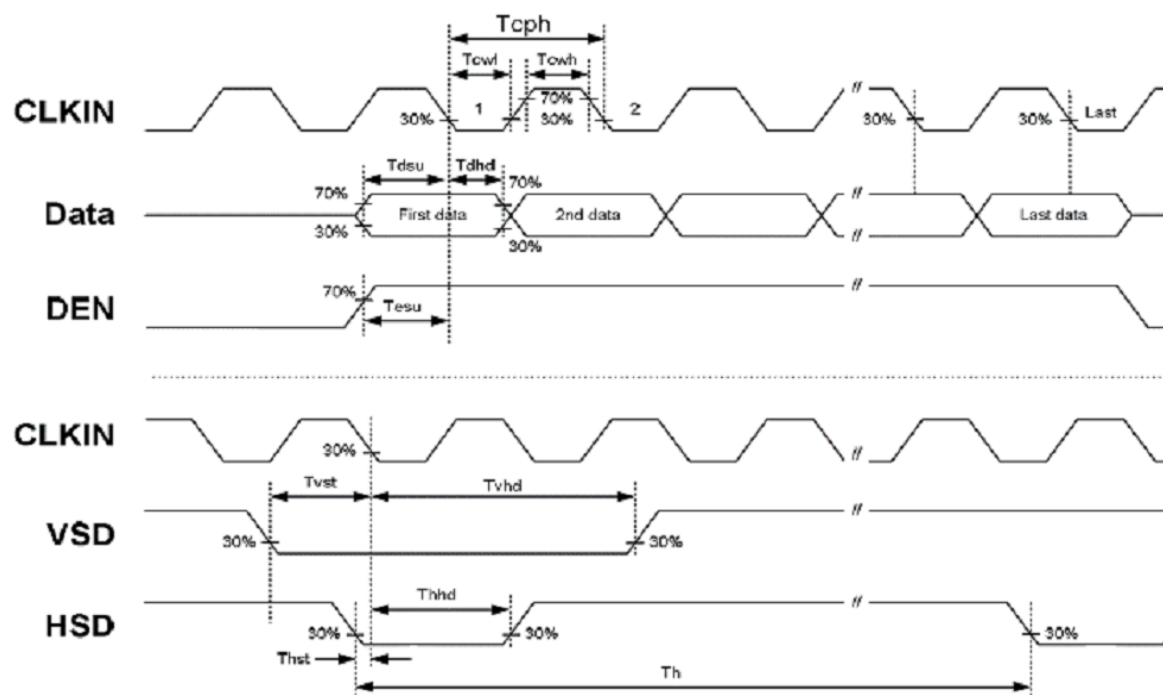 Tcph
Tcwl Tcwh
CLKIN 30% 1 70% 30% 2 // 30% 30% Last
Tdsu Tdhd
Data 70% 30% First data 70% 30% 2nd data // // Last data
DEN 70% Tesu //
CLKIN 30% //
Tvst Tvhd
VSD 30% 30% //
Thhd
HSD 30% 30% // 30%
Thst
Th